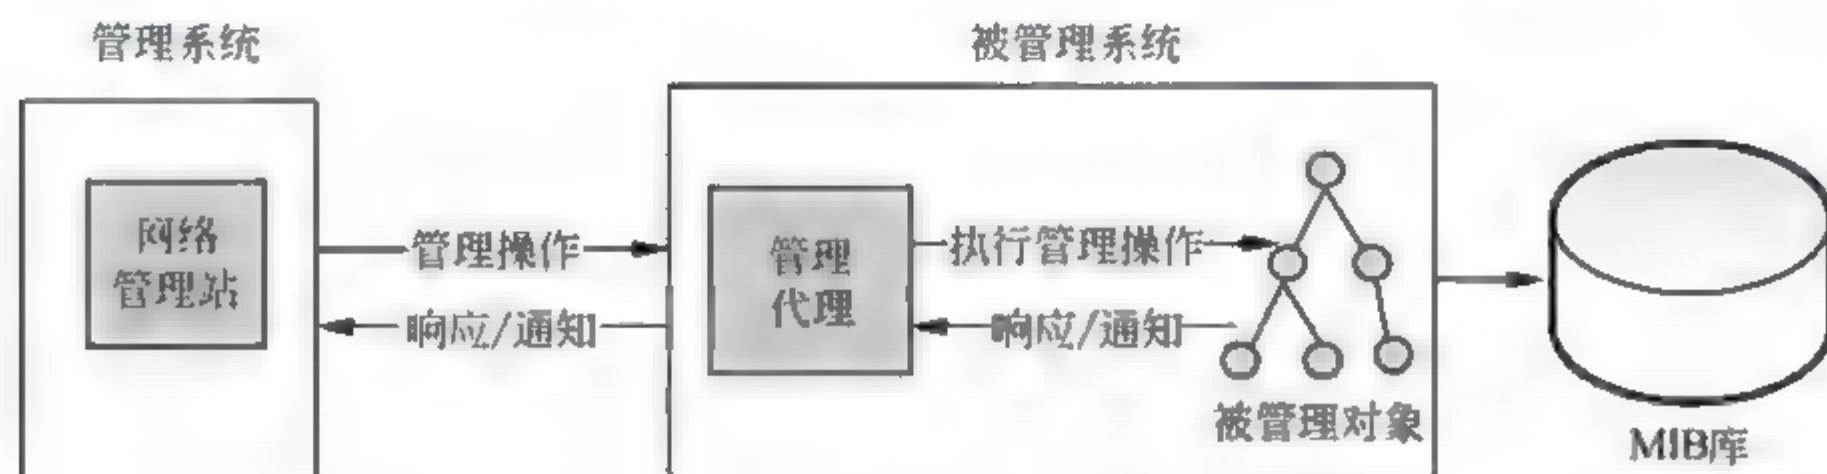 管理系统
被管理系统
网络
管理站
管理操作
响应/通知
管理
代理
执行管理操作
响应/通知
被管理对象
MIB库